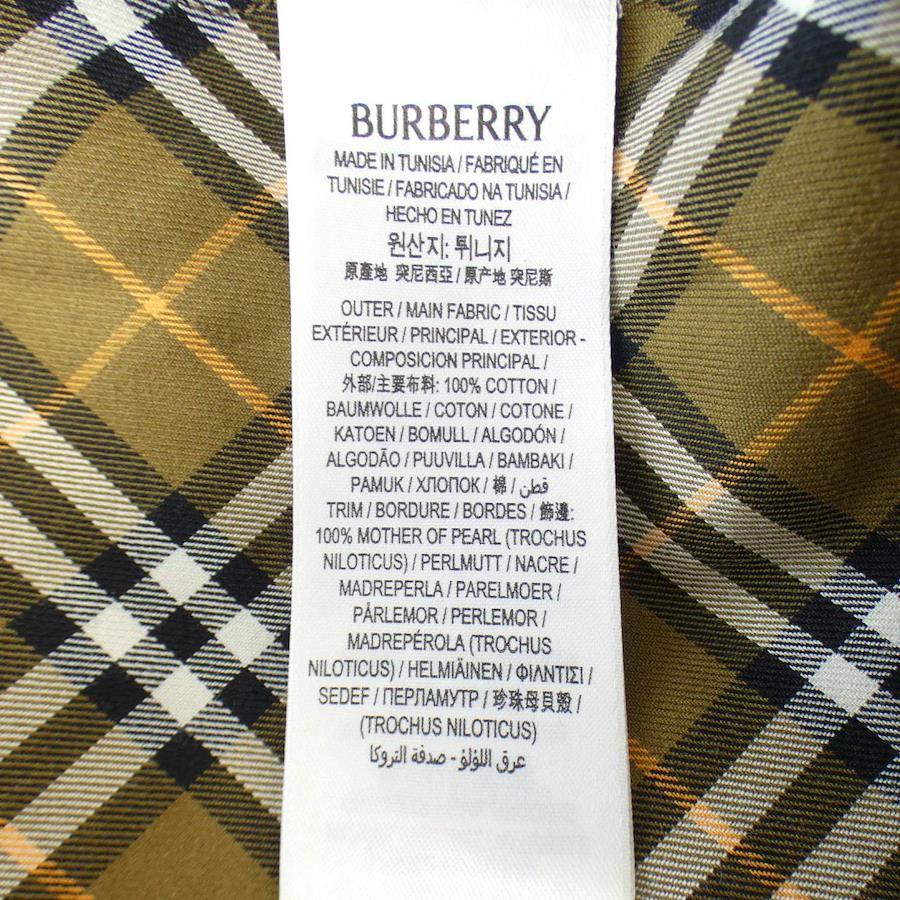 BURBERRY
MADE IN TUNISIA / FABRIQUÉ EN
TUNISIE / FABRICADO NA TUNISIA /
HECHO EN TUNEZ
원산지: 튀니지
原產地 突尼西亞 / 原产地 突尼斯
OUTER / MAIN FABRIC / TISSU
EXTÉRIEUR / PRINCIPAL / EXTERIOR -
COMPOSICION PRINCIPAL /
外部/主要布料: 100% COTTON /
BAUMWOLLE / COTON / COTONE /
KATOEN / BOMULL / ALGODÓN /
ALGODÃO / PUUVILLA / BAMBAKI /
PAMUK / ХЛОПОК / 棉 / قطن
TRIM / BORDURE / BORDES / 飾邊:
100% MOTHER OF PEARL (TROCHUS
NILOTICUS) / PERLMUTT / NACRE /
MADREPERLA / PARELMOER /
PÄRLEMOR / PERLEMOR /
MADREPÉROLA (TROCHUS
NILOTICUS) / HELMIÄINEN / ΦΙΛΝΤΙΣΙ /
SEDEF / ПЕРЛАМУТР / 珍珠母貝殼 /
(TROCHUS NILOTICUS)
عرق اللؤلؤ - صدفة التروكا